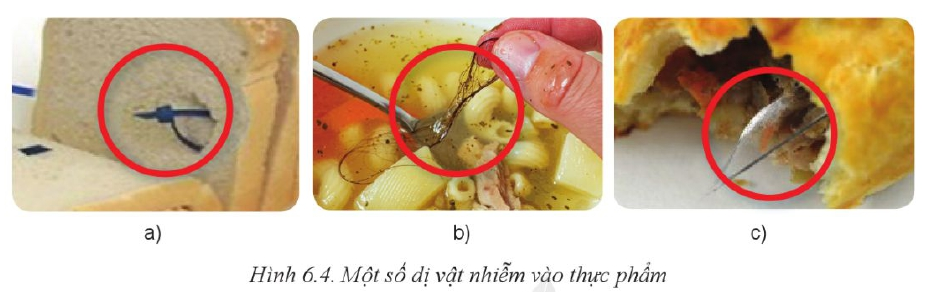 a)
b)
c)
Hình 6.4. Một số dị vật nhiễm vào thực phẩm